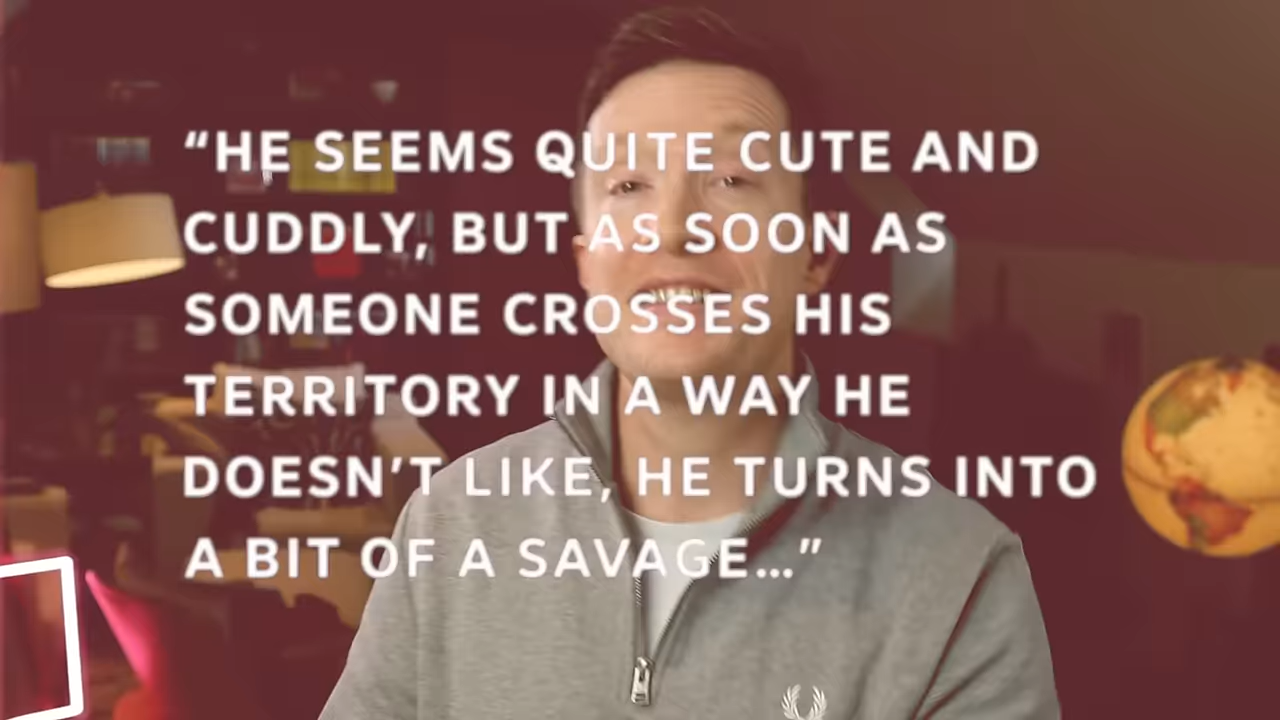 “HE SEEMS QUITE CUTE AND
CUDDLY, BUT AS SOON AS
SOMEONE CROSSES HIS
TERRITORY IN A WAY HE
DOESN’T LIKE, HE TURNS INTO
A BIT OF A SAVAGE…”